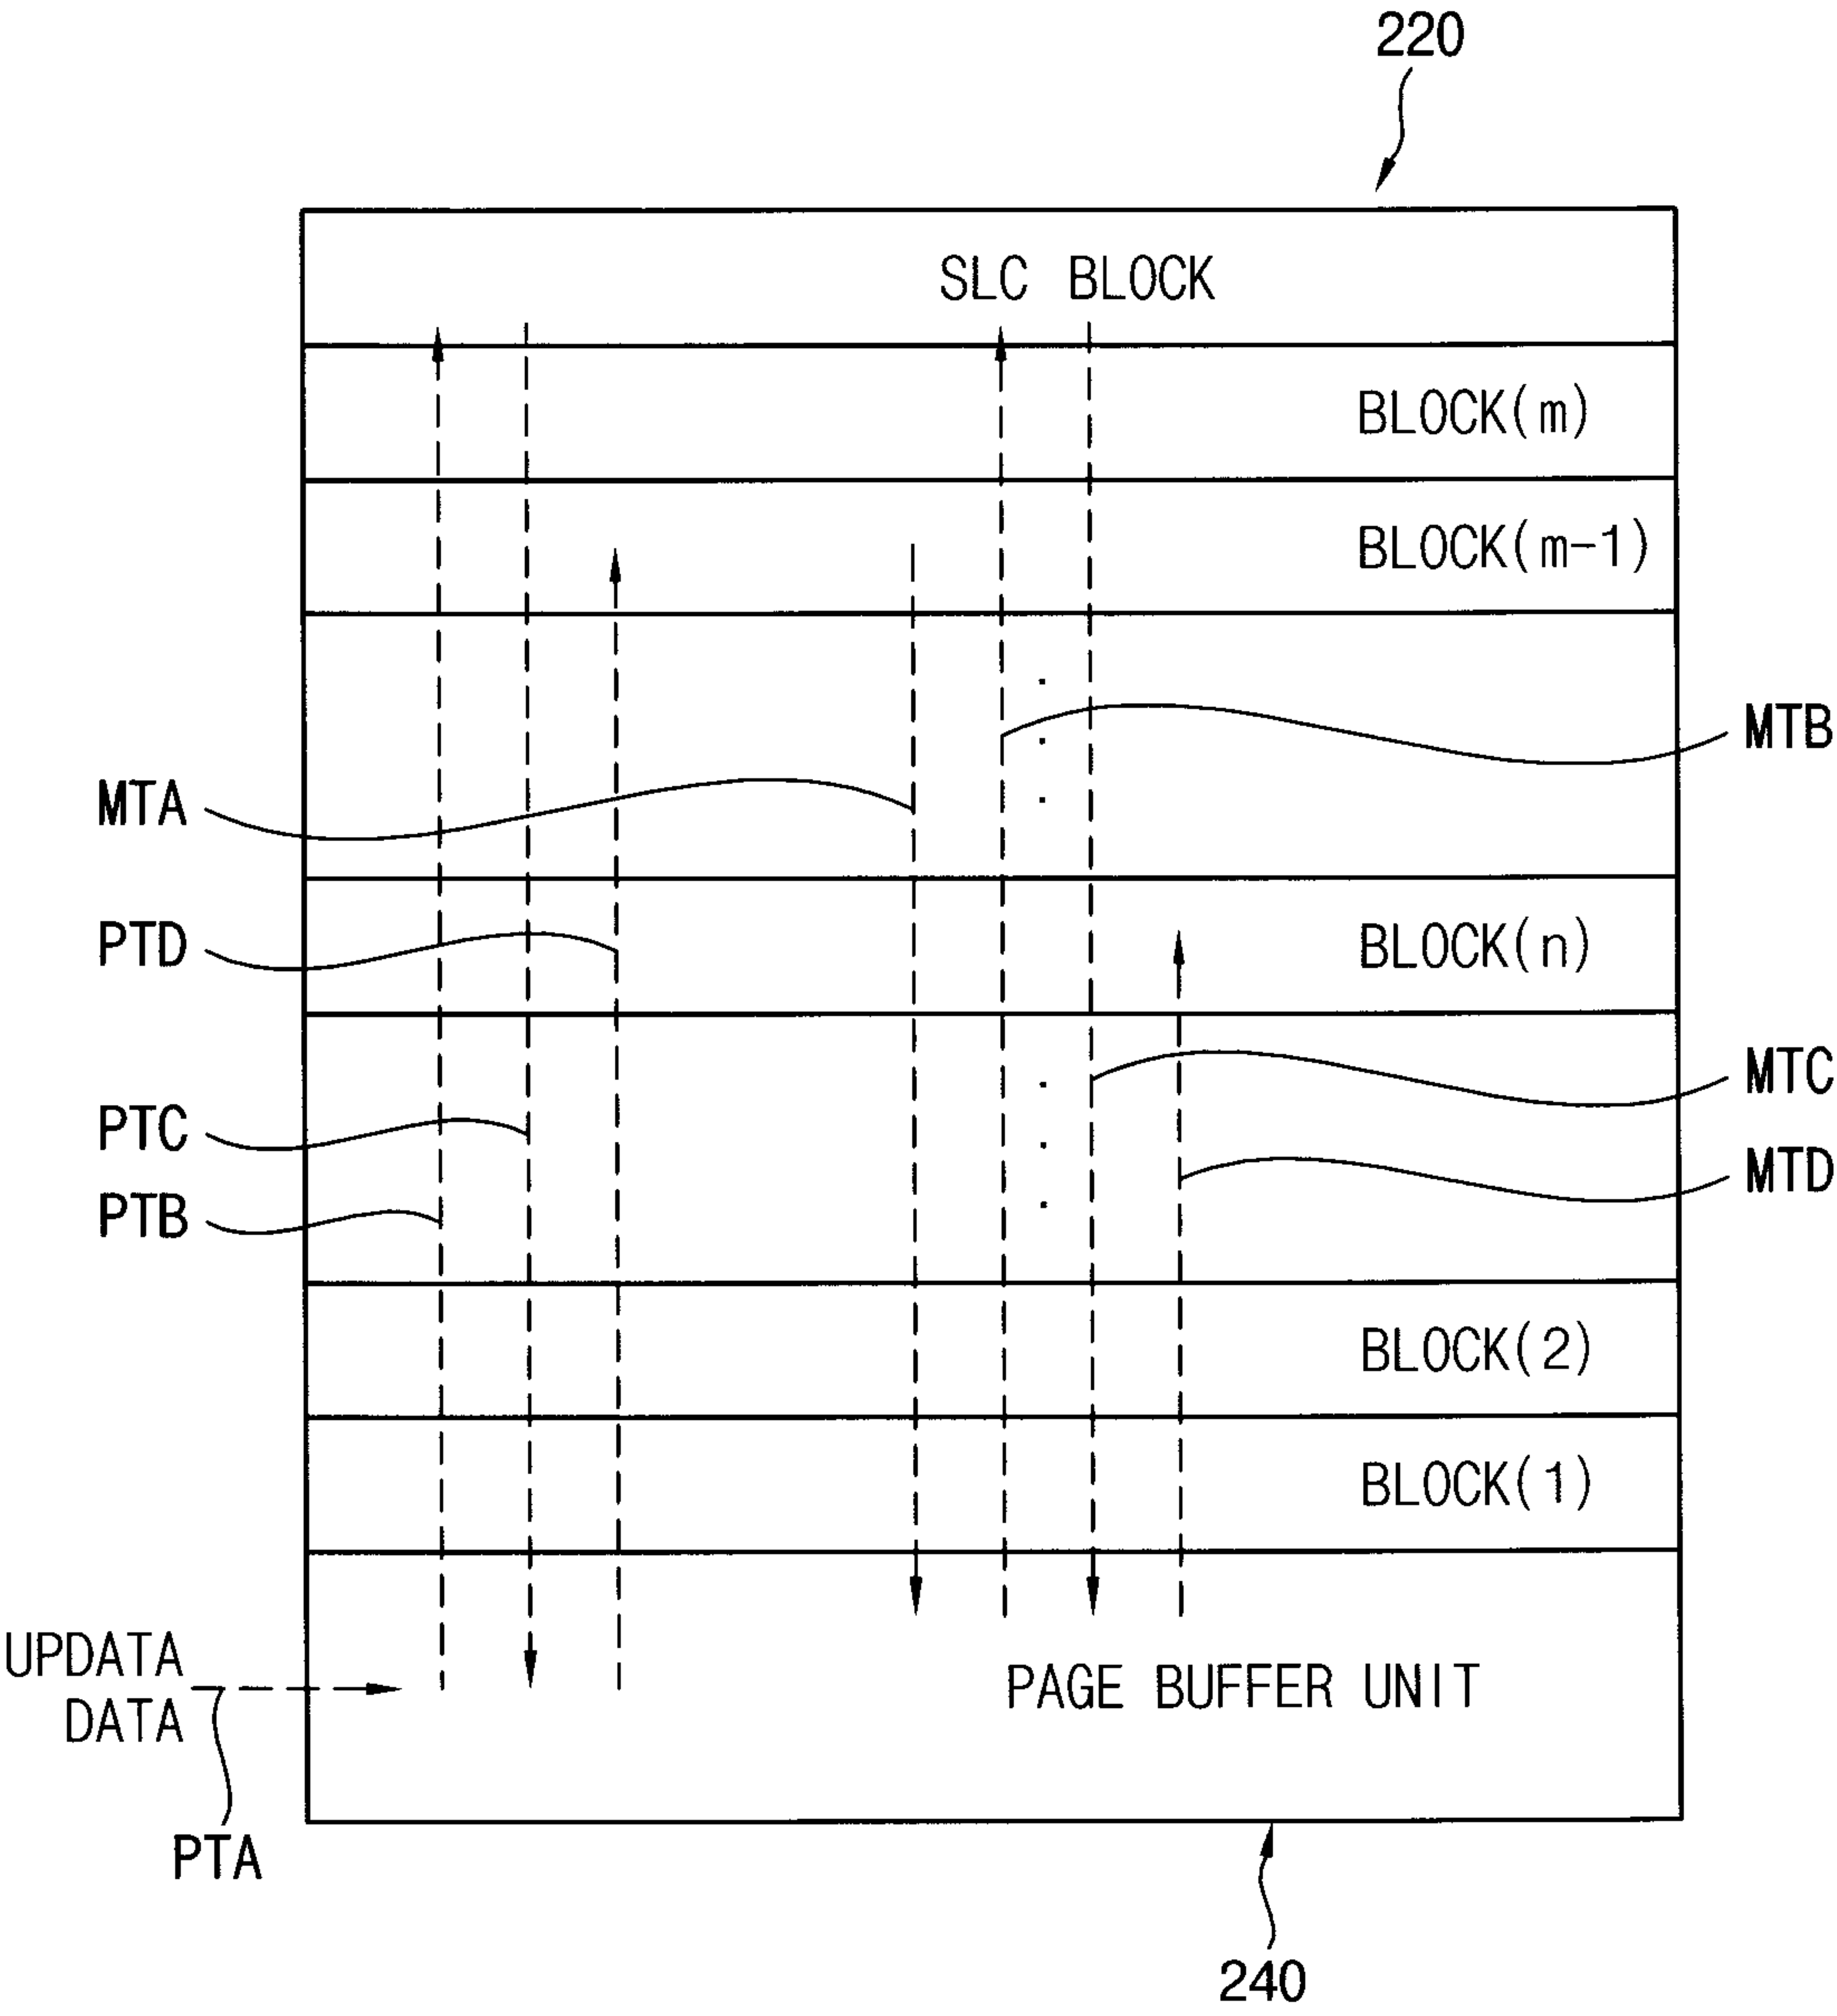 220
SLC BLOCK
BLOCK(m)
BLOCK(m-1)
MTB
MTA
PTD
BLOCK(n)
MTC
PTC
MTD
PTB
BLOCK(2)
BLOCK(1)
UPDATA
DATA
PAGE BUFFER UNIT
PTA
240